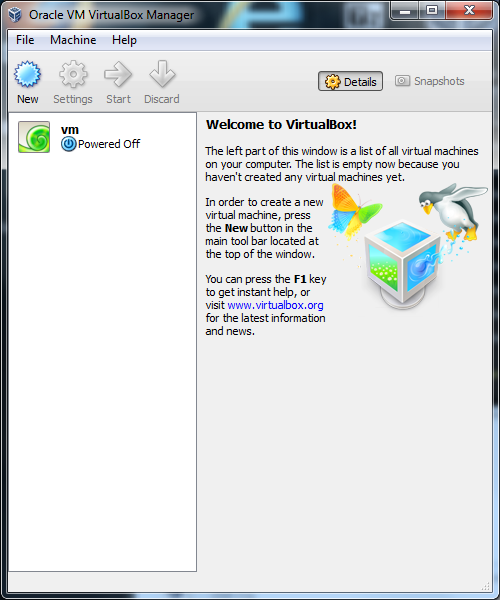 Oracle VM VirtualBox Manager
File Machine Help
New Settings Start Discard
Details Snapshots
vm
Powered Off
Welcome to VirtualBox!
The left part of this window is a list of all virtual machines
on your computer. The list is empty now because you
haven't created any virtual machines yet.
In order to create a new
virtual machine, press
the New button in the
main tool bar located at
the top of the window.
You can press the F1 key
to get instant help, or
visit www.virtualbox.org
for the latest information
and news.